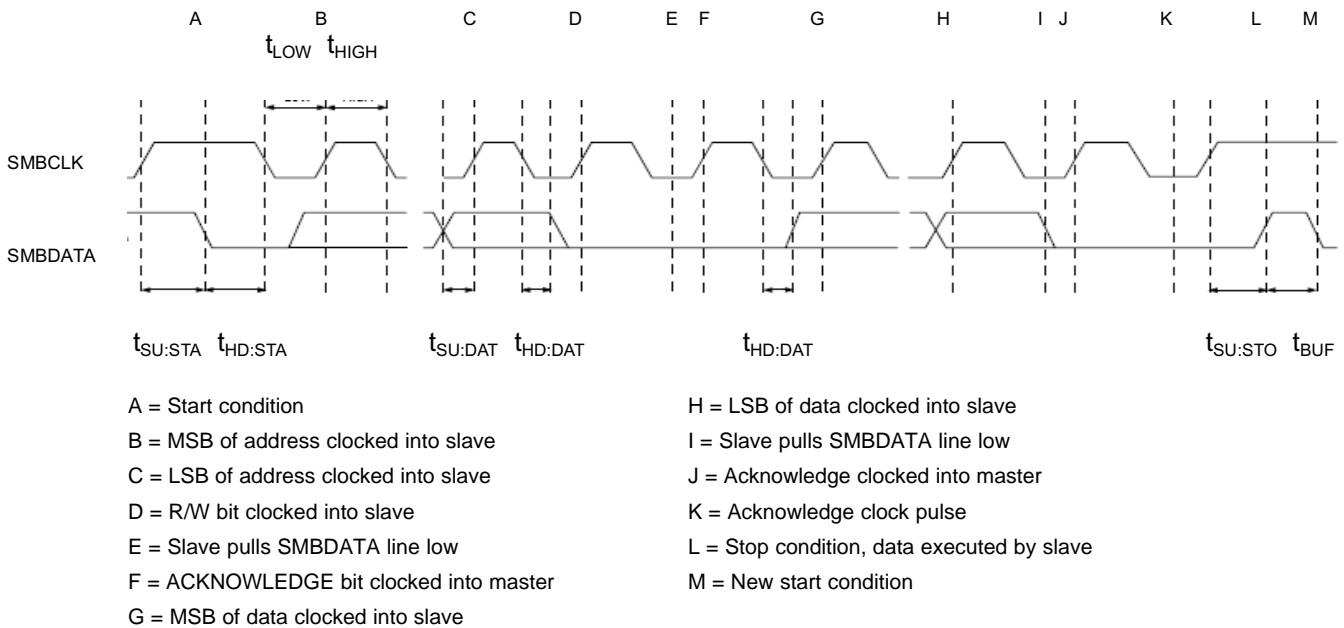 A B C D E F G H I J K L M
tLOW tHIGH
SMBCLK
SMBDATA
tSU:STA tHD:STA tSU:DAT tHD:DAT tHD:DAT tSU:STO tBUF
A = Start condition
B = MSB of address clocked into slave
C = LSB of address clocked into slave
D = R/W bit clocked into slave
E = Slave pulls SMBDATA line low
F = ACKNOWLEDGE bit clocked into master
G = MSB of data clocked into slave
H = LSB of data clocked into slave
I = Slave pulls SMBDATA line low
J = Acknowledge clocked into master
K = Acknowledge clock pulse
L = Stop condition, data executed by slave
M = New start condition